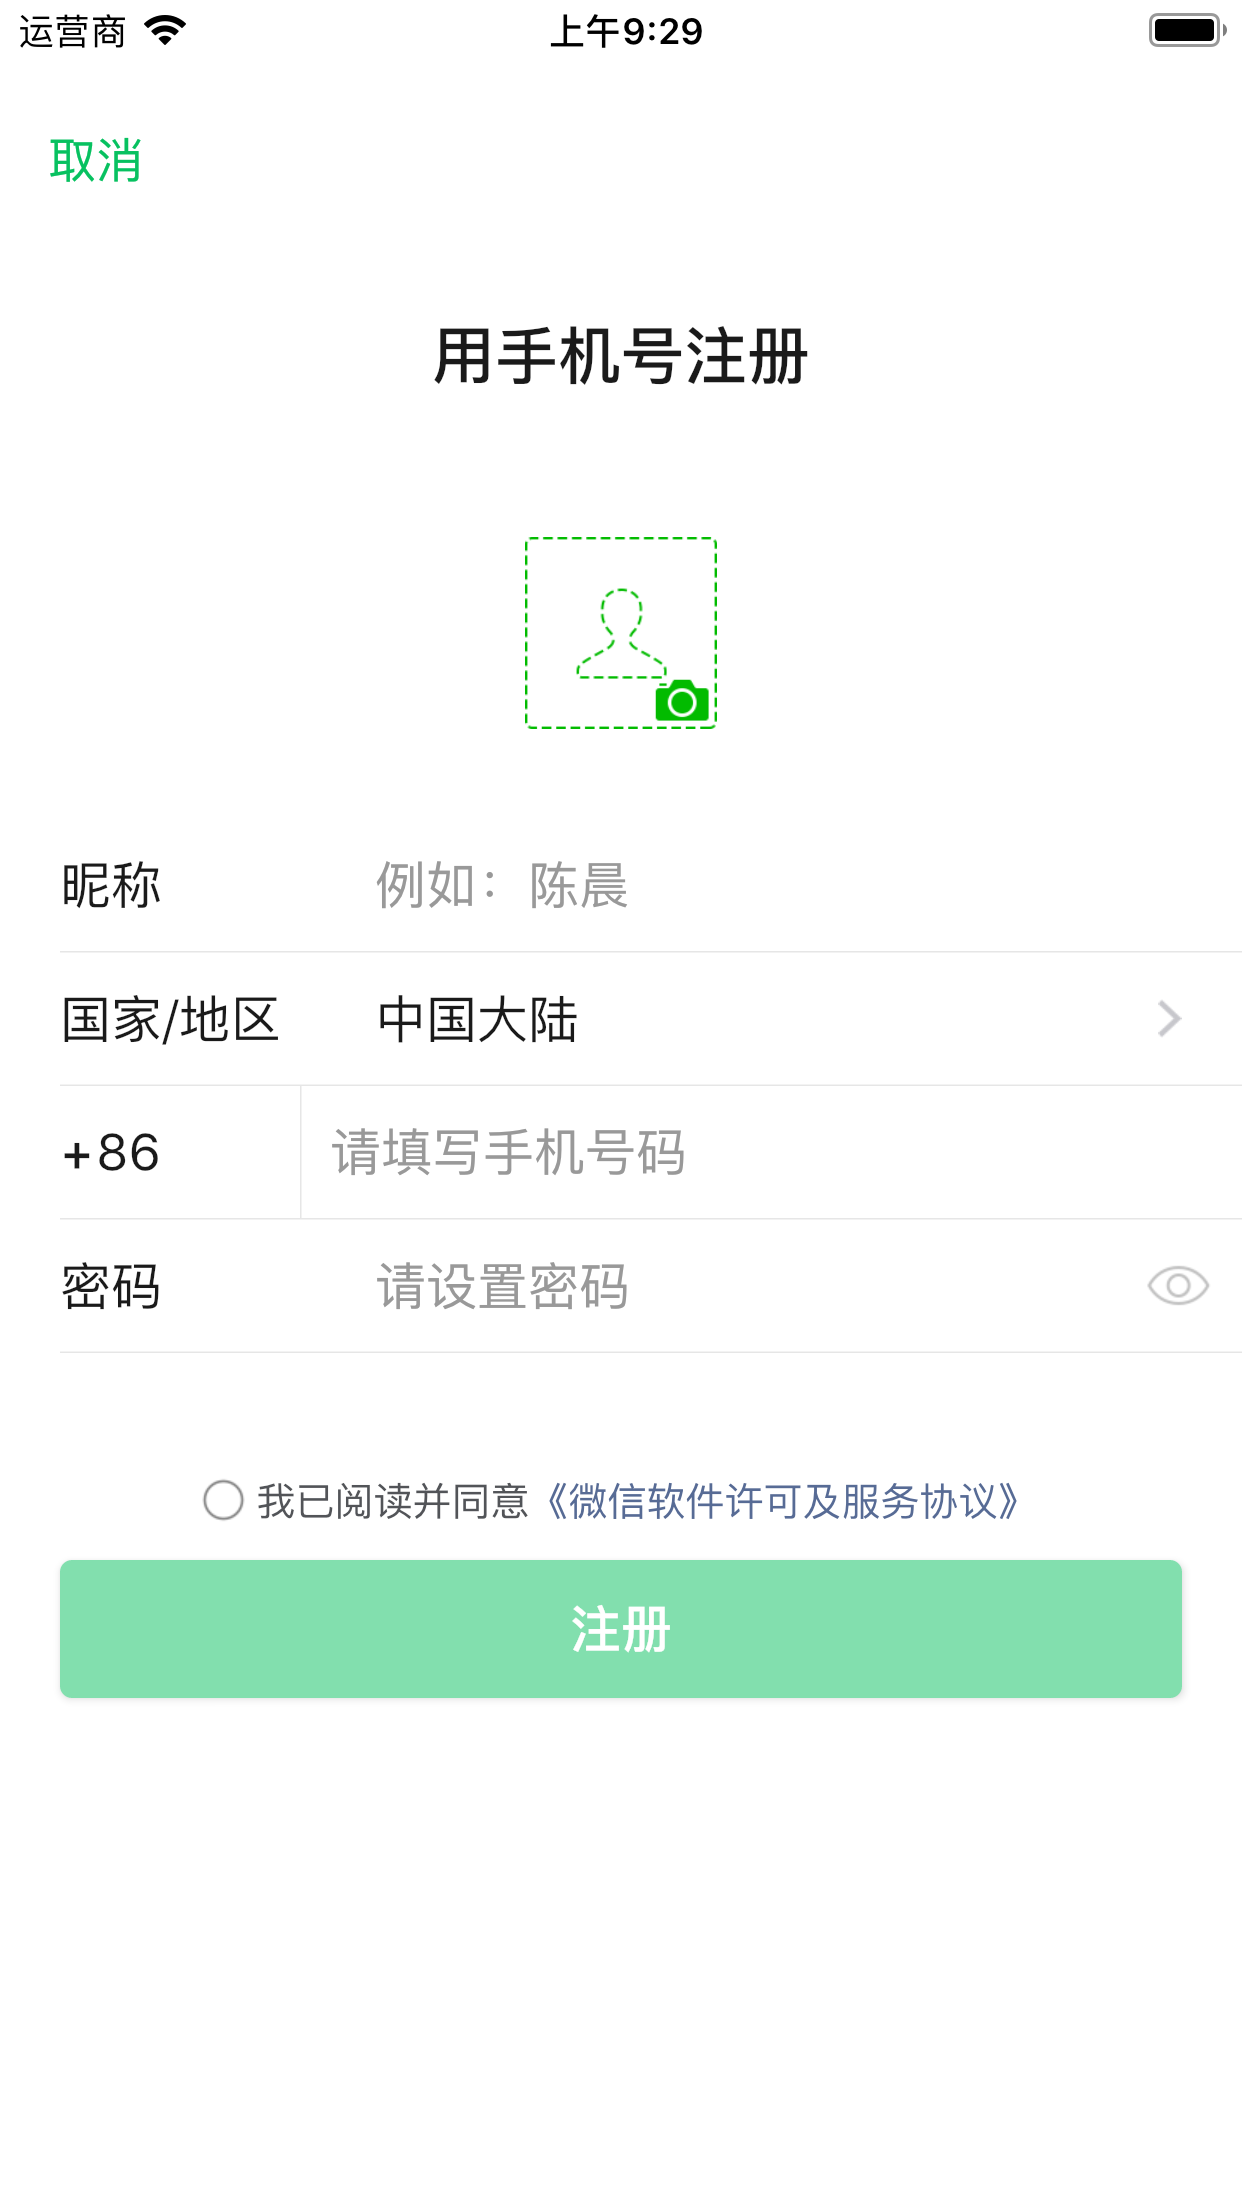 运营商 上午9:29
取消
用手机号注册
昵称 例如：陈晨
国家/地区 中国大陆
+86 请填写手机号码
密码 请设置密码
我已阅读并同意《微信软件许可及服务协议》
注册